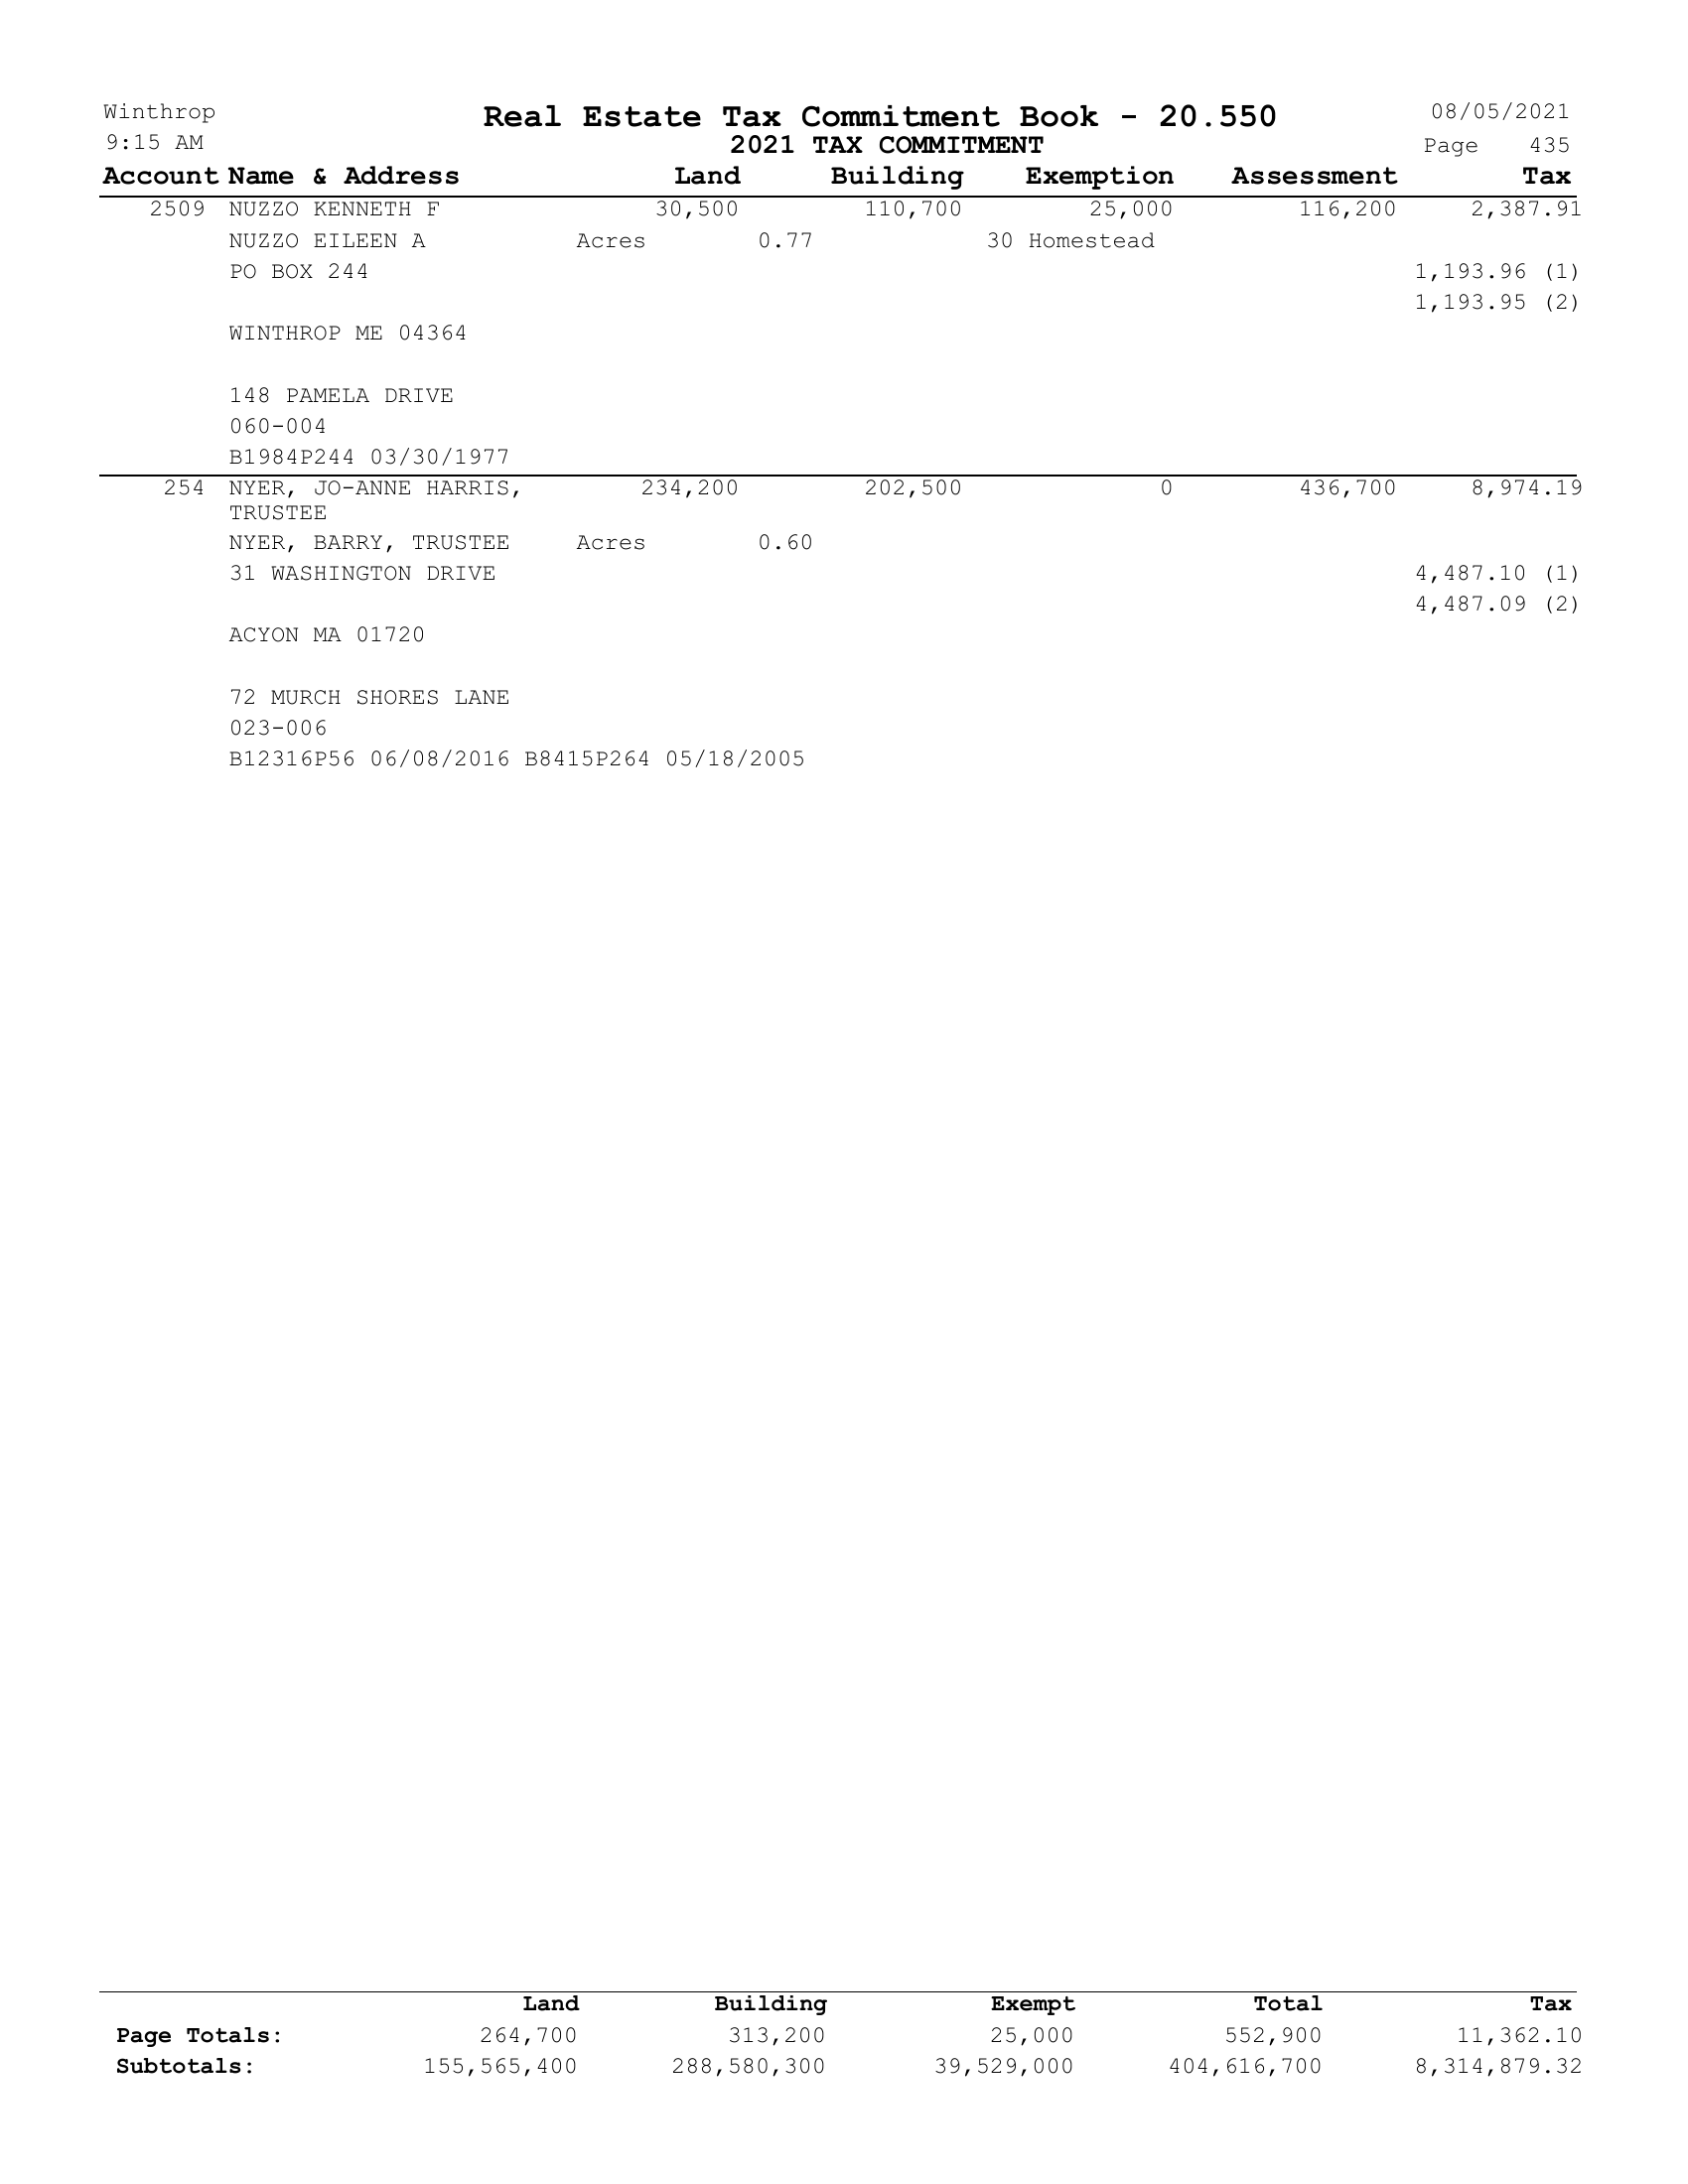 Winthrop Real Estate Tax Commitment Book - 20.550 08/05/2021
9:15 AM 2021 TAX COMMITMENT Page 435
Account Name & Address Land Building Exemption Assessment Tax
2509 NUZZO KENNETH F 30,500 110,700 25,000 116,200 2,387.91
NUZZO EILEEN A Acres 0.77 30 Homestead
PO BOX 244 1,193.96 (1)
1,193.95 (2)
WINTHROP ME 04364
148 PAMELA DRIVE
060-004
B1984P244 03/30/1977
254 NYER, JO-ANNE HARRIS, 234,200 202,500 0 436,700 8,974.19
TRUSTEE
NYER, BARRY, TRUSTEE Acres 0.60
31 WASHINGTON DRIVE 4,487.10 (1)
4,487.09 (2)
ACYON MA 01720
72 MURCH SHORES LANE
023-006
B12316P56 06/08/2016 B8415P264 05/18/2005
Land Building Exempt Total Tax
Page Totals: 264,700 313,200 25,000 552,900 11,362.10
Subtotals: 155,565,400 288,580,300 39,529,000 404,616,700 8,314,879.32